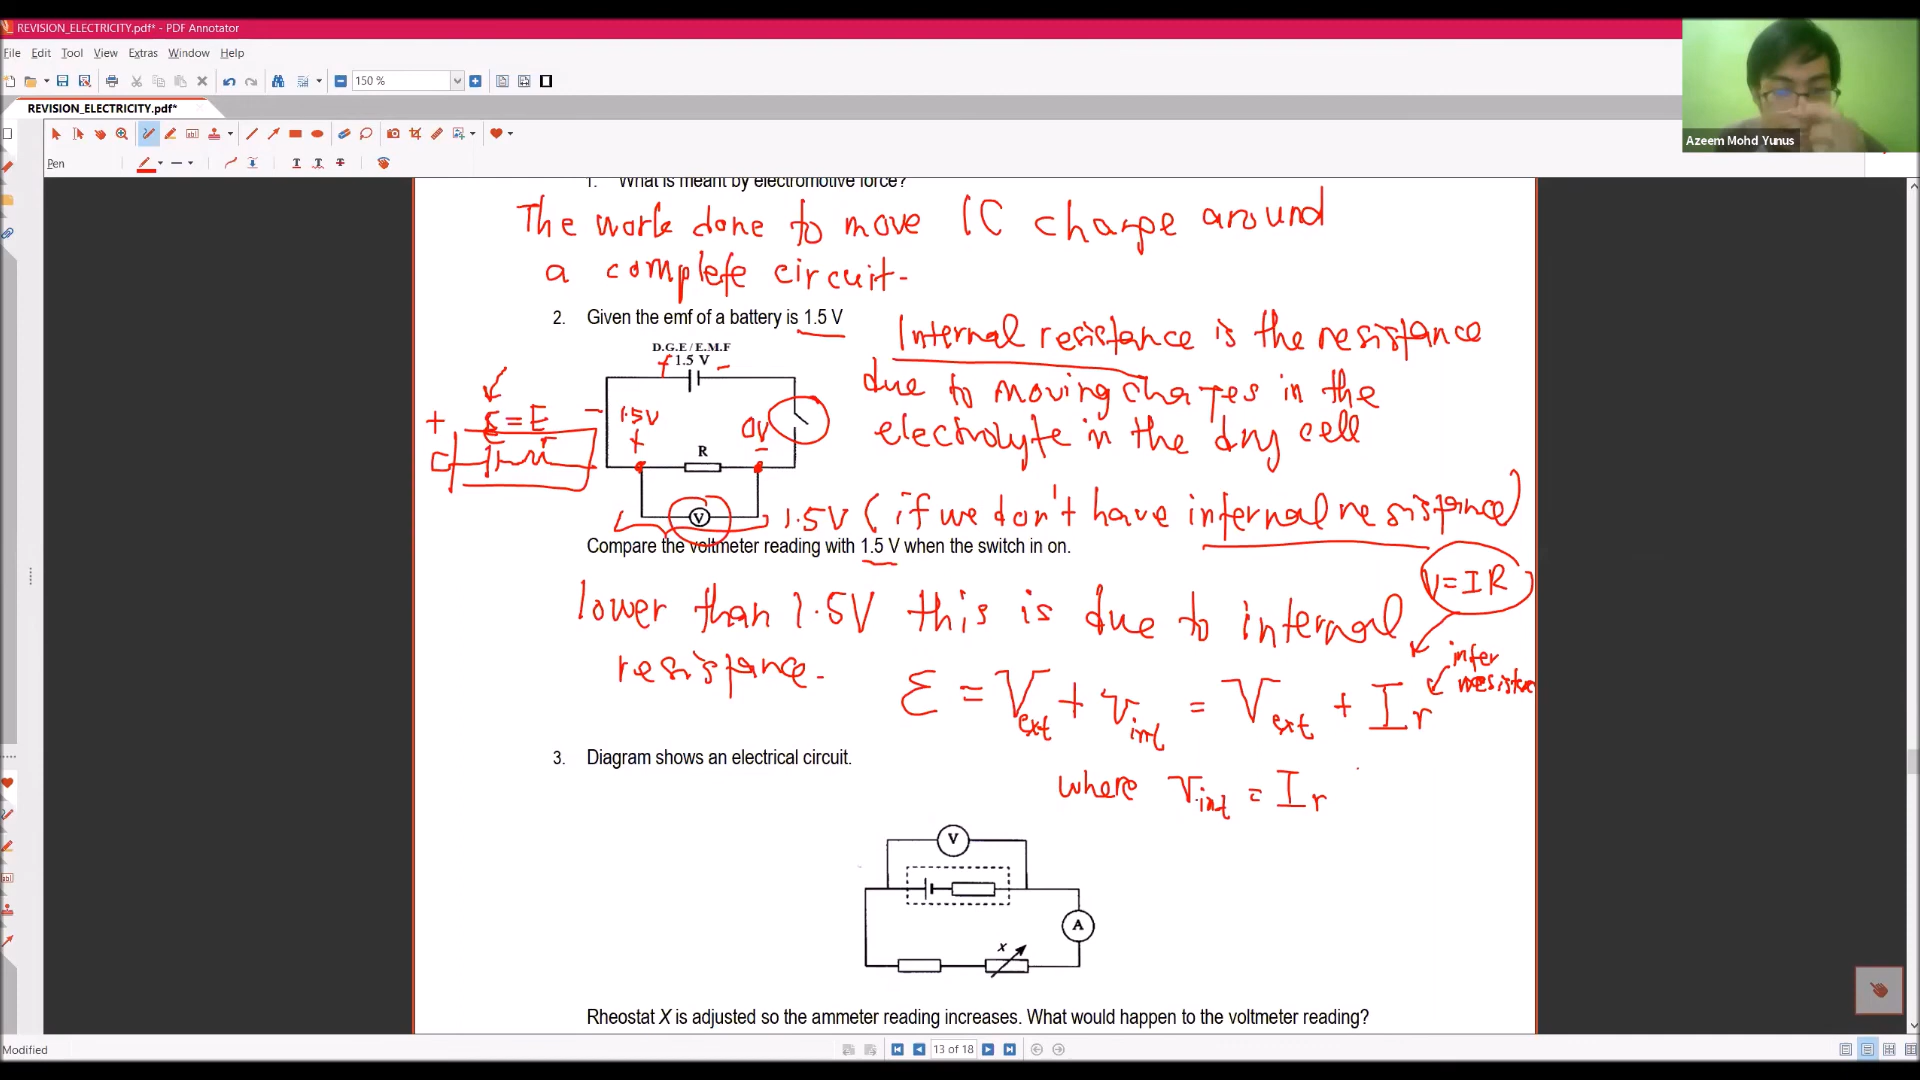 REVISION_ELECTRICITY.pdf* - PDF Annotator
File Edit Tool View Extras Window Help
150 %
REVISION_ELECTRICITY.pdf*
Pen
Azeem Mohd Yunus
1. What is meant by electromotive force?
The work done to move 1C charge around
a complete circuit.
2. Given the emf of a battery is 1.5 V
D.G.E / E.M.F
1.5 V
+ -
Internal resistance is the resistance
due to moving charges in the
electrolyte in the dry cell
+ ε = E -
r
1.5V
+
0V
-
R
V
1.5V (if we don't have internal resistance)
Compare the voltmeter reading with 1.5 V when the switch in on.
V = IR
lower than 1.5V this is due to internal
resistance.
ε = Vext + vint = Vext + Ir
where vint = Ir
3. Diagram shows an electrical circuit.
V
A
X
Rheostat X is adjusted so the ammeter reading increases. What would happen to the voltmeter reading?
Modified
13 of 18